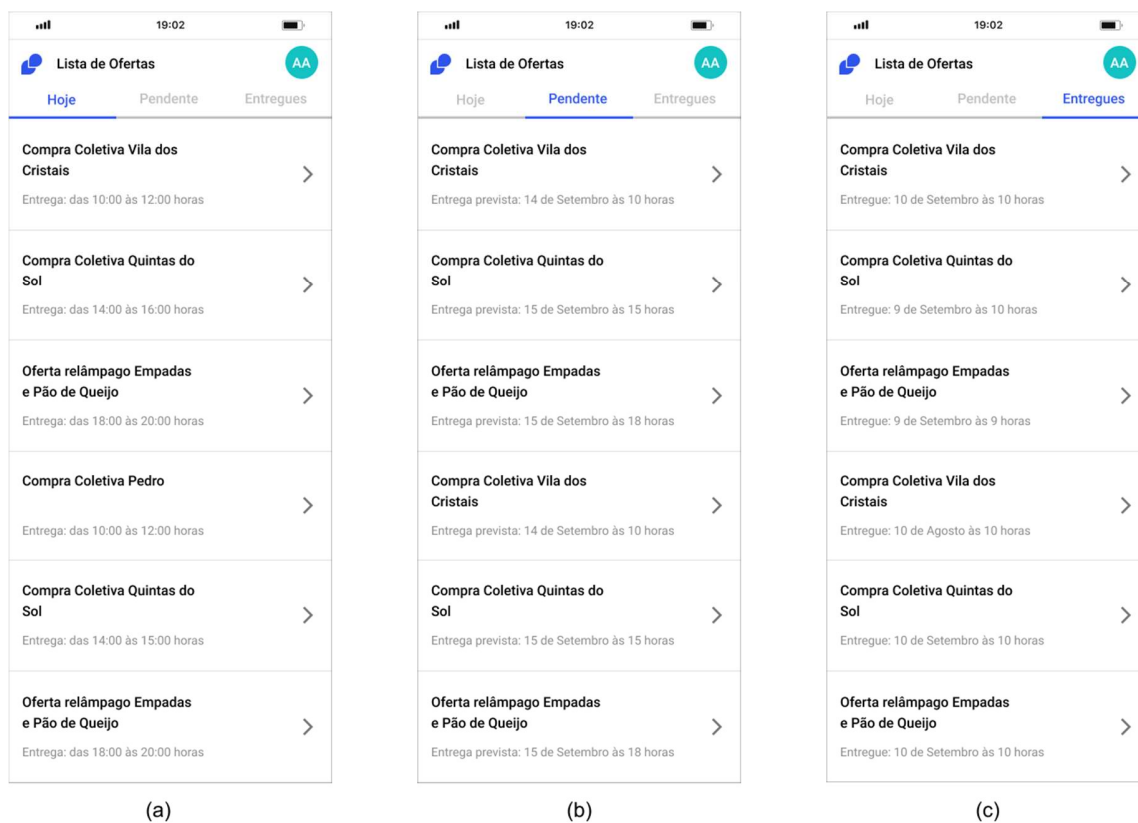 19:02
Lista de Ofertas
AA
Hoje Pendente Entregues
Compra Coletiva Vila dos
Cristais
Entrega: das 10:00 às 12:00 horas
Compra Coletiva Quintas do
Sol
Entrega: das 14:00 às 16:00 horas
Oferta relâmpago Empadas
e Pão de Queijo
Entrega: das 18:00 às 20:00 horas
Compra Coletiva Pedro
Entrega: das 10:00 às 12:00 horas
Compra Coletiva Quintas do
Sol
Entrega: das 14:00 às 15:00 horas
Oferta relâmpago Empadas
e Pão de Queijo
Entrega: das 18:00 às 20:00 horas
(a)
19:02
Lista de Ofertas
AA
Hoje Pendente Entregues
Compra Coletiva Vila dos
Cristais
Entrega prevista: 14 de Setembro às 10 horas
Compra Coletiva Quintas do
Sol
Entrega prevista: 15 de Setembro às 15 horas
Oferta relâmpago Empadas
e Pão de Queijo
Entrega prevista: 15 de Setembro às 18 horas
Compra Coletiva Vila dos
Cristais
Entrega prevista: 14 de Setembro às 10 horas
Compra Coletiva Quintas do
Sol
Entrega prevista: 15 de Setembro às 15 horas
Oferta relâmpago Empadas
e Pão de Queijo
Entrega prevista: 15 de Setembro às 18 horas
(b)
19:02
Lista de Ofertas
AA
Hoje Pendente Entregues
Compra Coletiva Vila dos
Cristais
Entregue: 10 de Setembro às 10 horas
Compra Coletiva Quintas do
Sol
Entregue: 9 de Setembro às 10 horas
Oferta relâmpago Empadas
e Pão de Queijo
Entregue: 9 de Setembro às 9 horas
Compra Coletiva Vila dos
Cristais
Entregue: 10 de Agosto às 10 horas
Compra Coletiva Quintas do
Sol
Entregue: 10 de Setembro às 10 horas
Oferta relâmpago Empadas
e Pão de Queijo
Entregue: 10 de Setembro às 10 horas
(c)